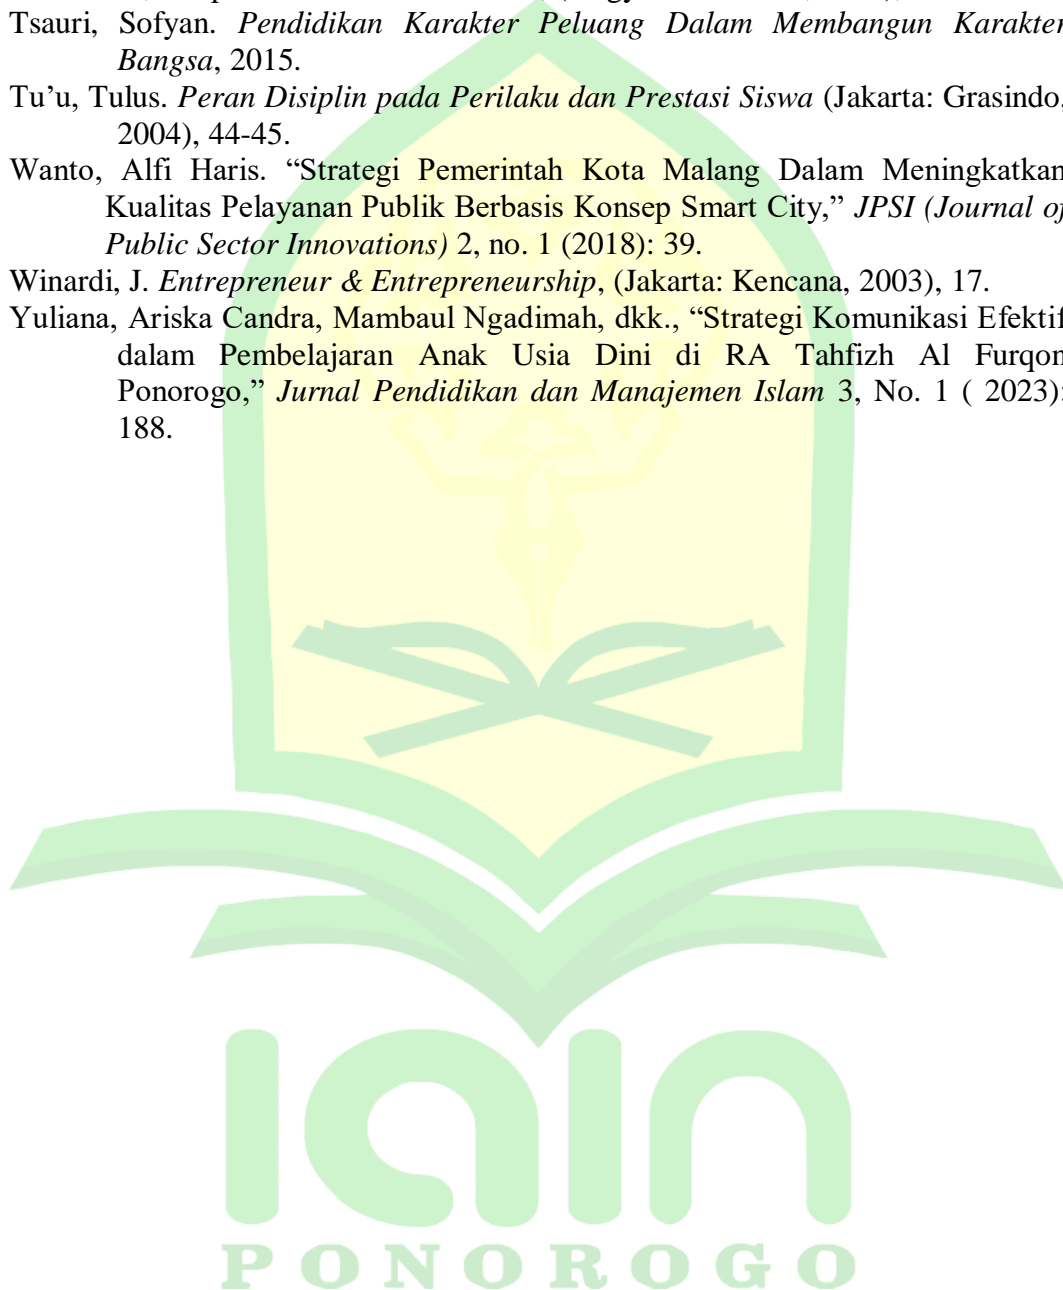 Tsauri, Sofyan. Pendidikan Karakter Peluang Dalam Membangun Karakter
Bangsa, 2015.
Tu’u, Tulus. Peran Disiplin pada Perilaku dan Prestasi Siswa (Jakarta: Grasindo,
2004), 44-45.
Wanto, Alfi Haris. “Strategi Pemerintah Kota Malang Dalam Meningkatkan
Kualitas Pelayanan Publik Berbasis Konsep Smart City,” JPSI (Journal of
Public Sector Innovations) 2, no. 1 (2018): 39.
Winardi, J. Entrepreneur & Entrepreneurship, (Jakarta: Kencana, 2003), 17.
Yuliana, Ariska Candra, Mambaul Ngadimah, dkk., “Strategi Komunikasi Efektif
dalam Pembelajaran Anak Usia Dini di RA Tahfizh Al Furqon
Ponorogo,” Jurnal Pendidikan dan Manajemen Islam 3, No. 1 ( 2023):
188.
IAIN
PONOROGO